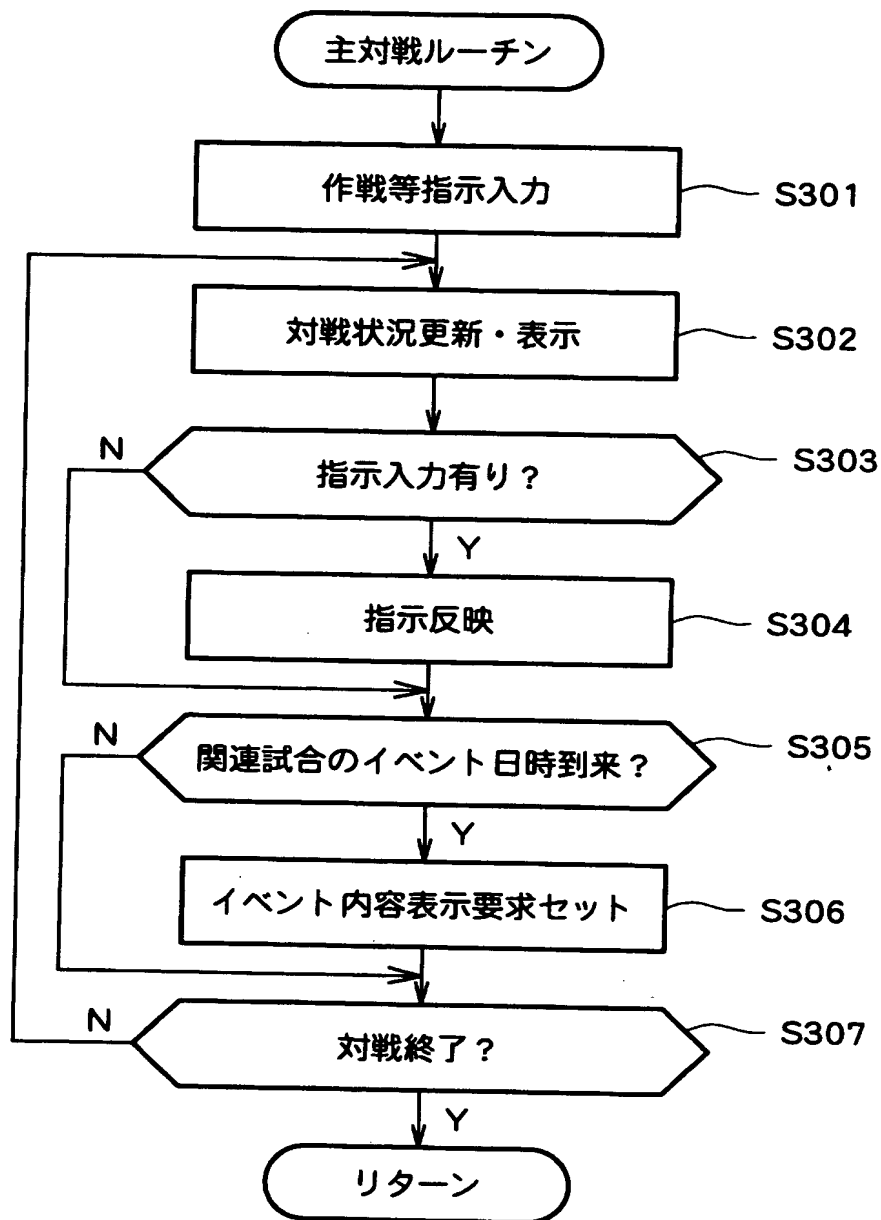 主対戦ルーチン
作戦等指示入力
S301
対戦状況更新・表示
S302
N
指示入力有り？
S303
Y
指示反映
S304
N
関連試合のイベント日時到来？
S305
Y
イベント内容表示要求セット
S306
N
対戦終了？
S307
Y
リターン